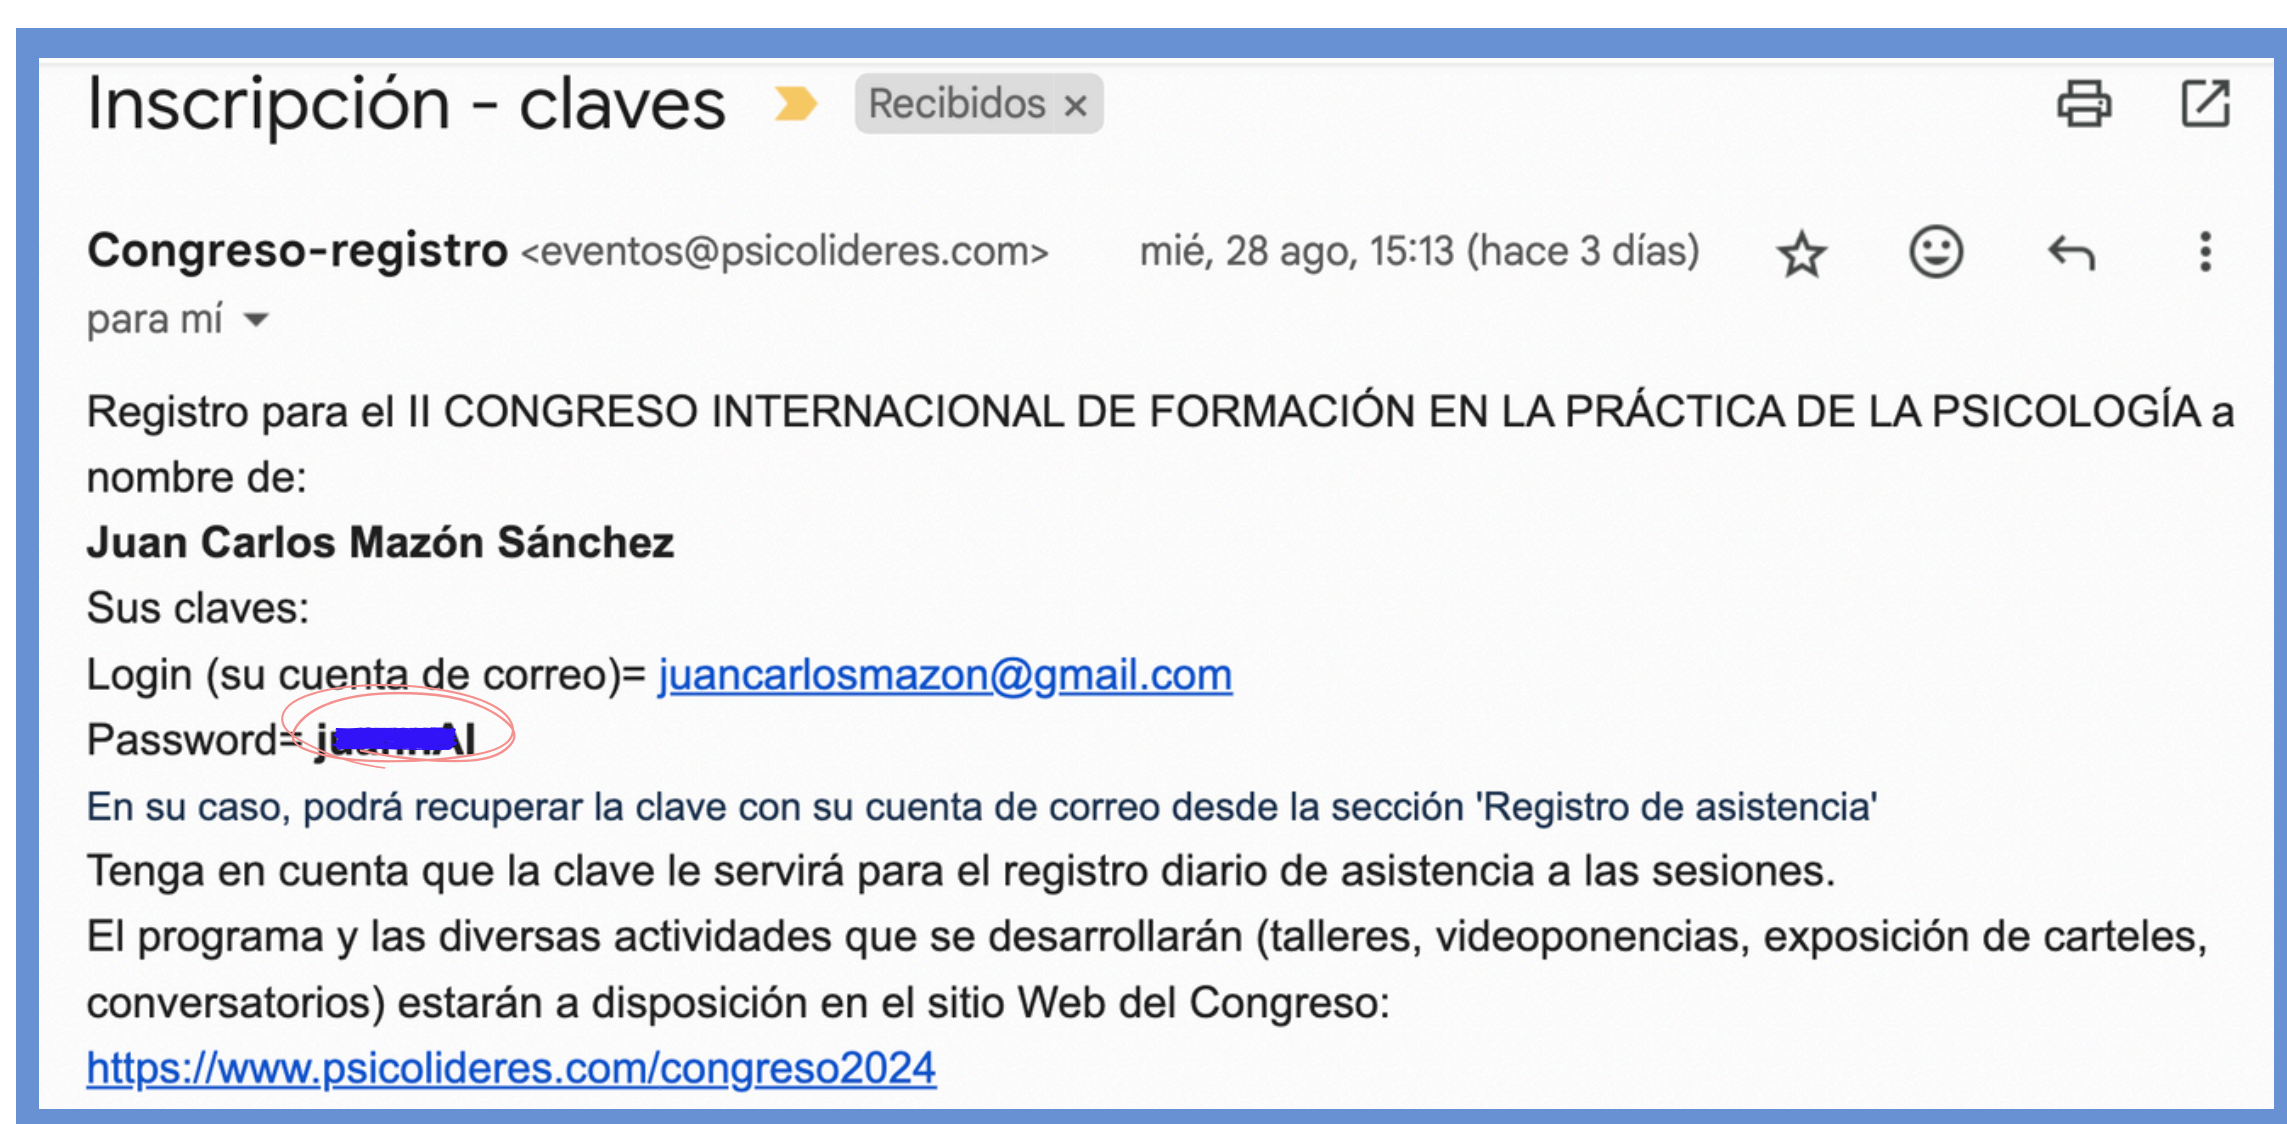 Inscripción - claves Recibidos ×
Congreso-registro <eventos@psicolideres.com> mié, 28 ago, 15:13 (hace 3 días)
para mí
Registro para el II CONGRESO INTERNACIONAL DE FORMACIÓN EN LA PRÁCTICA DE LA PSICOLOGÍA a
nombre de:
Juan Carlos Mazón Sánchez
Sus claves:
Login (su cuenta de correo)= juancarlosmazon@gmail.com
Password=
En su caso, podrá recuperar la clave con su cuenta de correo desde la sección 'Registro de asistencia'
Tenga en cuenta que la clave le servirá para el registro diario de asistencia a las sesiones.
El programa y las diversas actividades que se desarrollarán (talleres, videoponencias, exposición de carteles,
conversatorios) estarán a disposición en el sitio Web del Congreso:
https://www.psicolideres.com/congreso2024